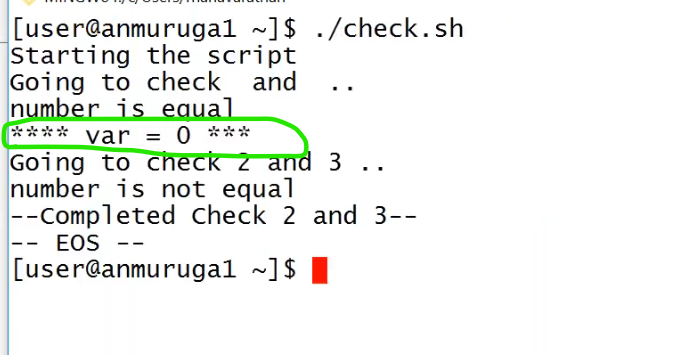 [user@anmuruga1 ~]$ ./check.sh
Starting the script
Going to check  and  ..
number is equal
**** var = 0 ***
Going to check 2 and 3 ..
number is not equal
--Completed Check 2 and 3--
-- EOS --
[user@anmuruga1 ~]$